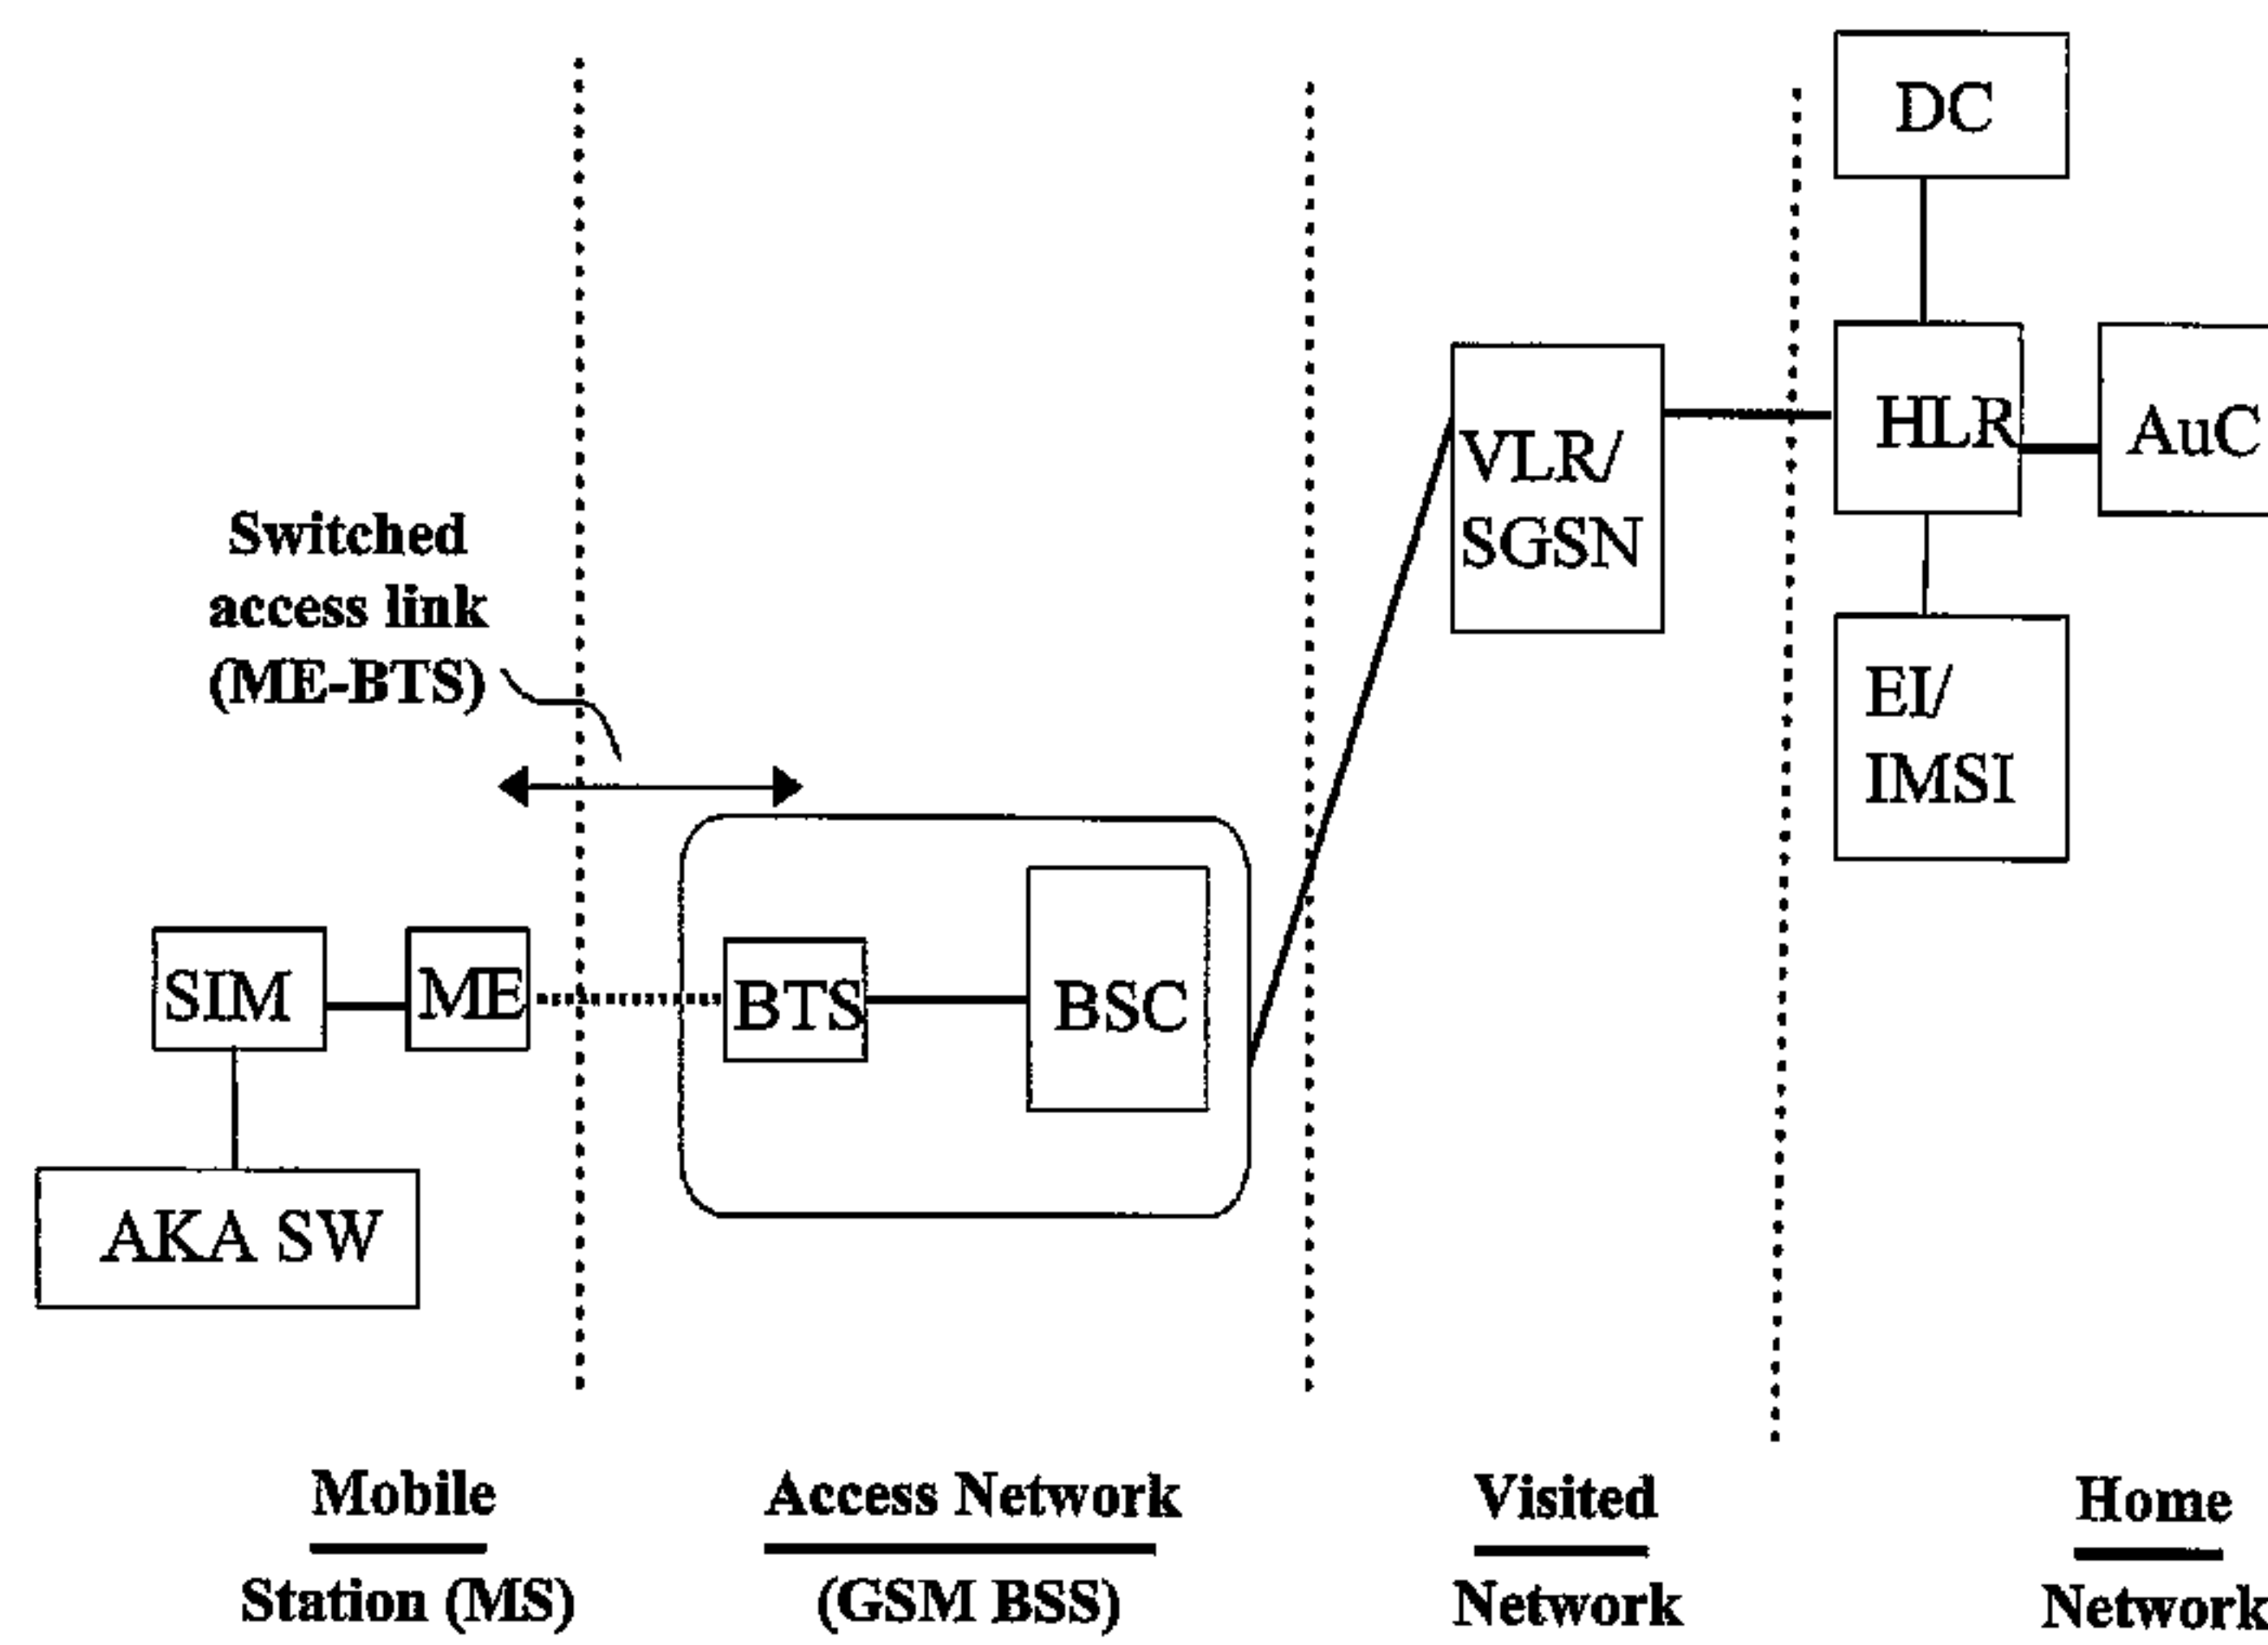 DC
HLR
AuC
VLR/
SGSN
EI/
IMSI
Switched
access link
(ME-BTS)
SIM
ME
BTS
BSC
AKA SW
Mobile
Station (MS)
Access Network
(GSM BSS)
Visited
Network
Home
Network